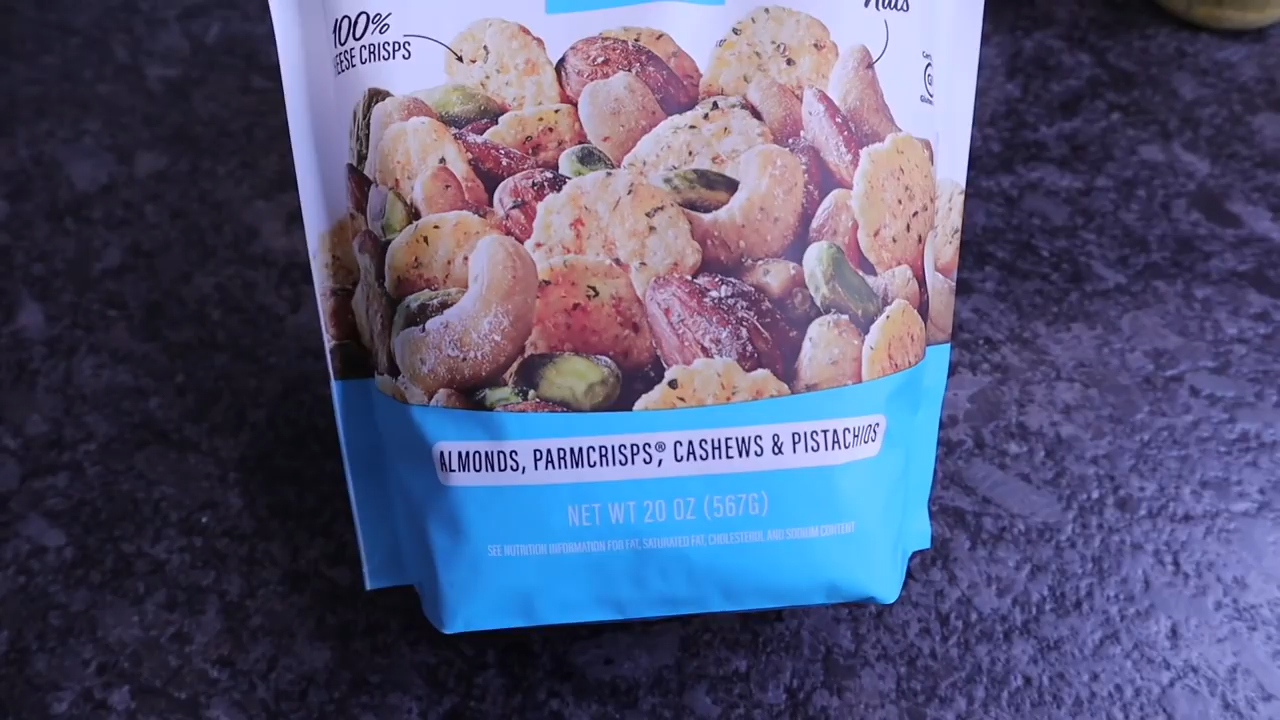 100%
CRISPS
Nuts
ALMONDS, PARMCRISPS®, CASHEWS & PISTACHIOS
NET WT 20 OZ (567G)
SEE NUTRITION INFORMATION FOR FAT, SATURATED FAT, CHOLESTEROL AND SODIUM CONTENT